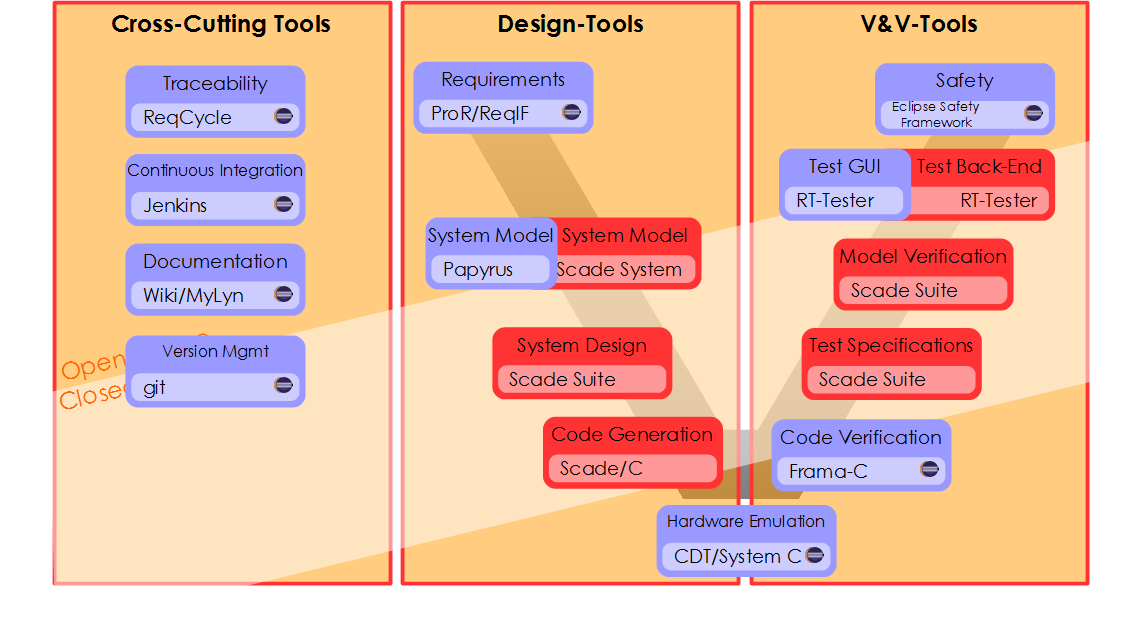 Cross-Cutting Tools
Traceability
ReqCycle
Continuous Integration
Jenkins
Documentation
Wiki/MyLyn
Open
Closed
Version Mgmt
git
Design-Tools
Requirements
ProR/ReqIF
System Model
Papyrus
System Model
Scade System
System Design
Scade Suite
Code Generation
Scade/C
Hardware Emulation
CDT/System C
V&V-Tools
Safety
Eclipse Safety
Framework
Test GUI
RT-Tester
Test Back-End
RT-Tester
Model Verification
Scade Suite
Test Specifications
Scade Suite
Code Verification
Frama-C